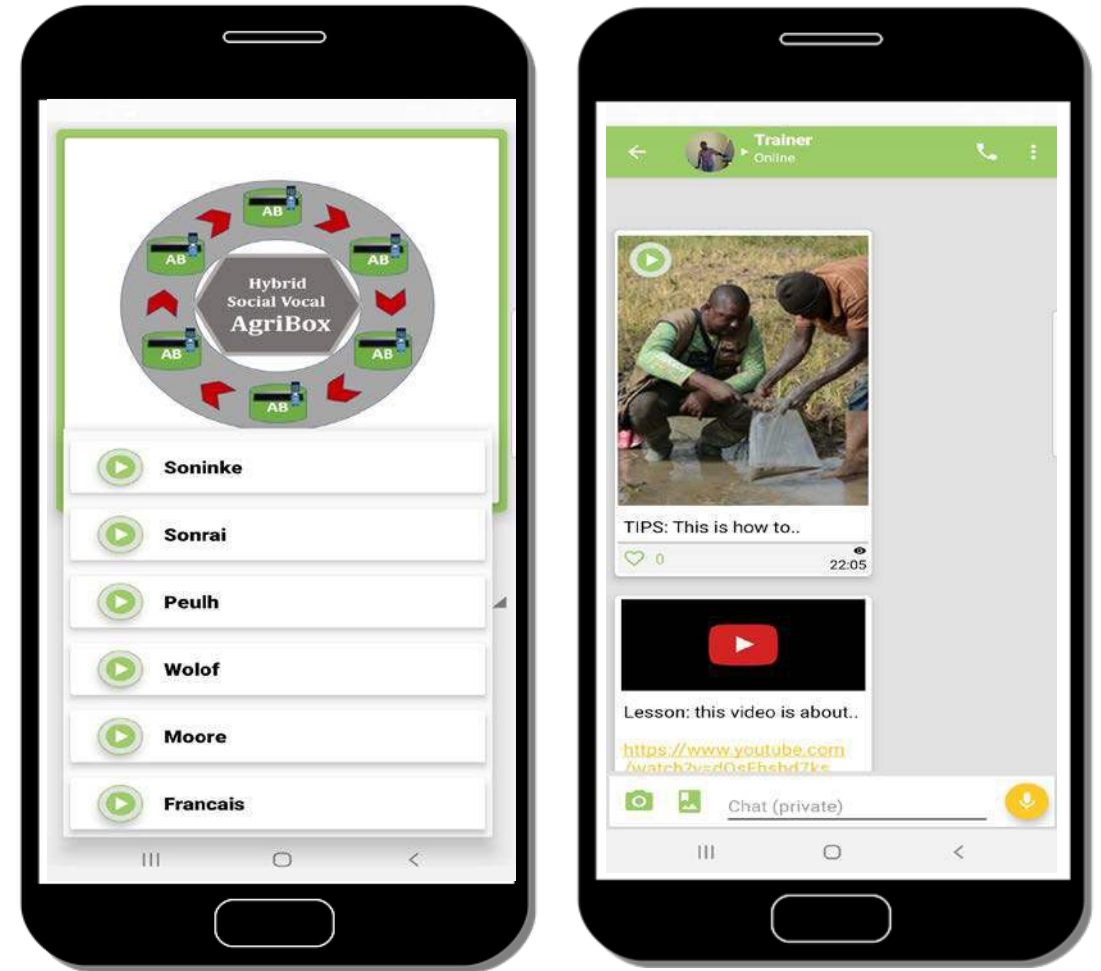 AB
AB
AB
Hybrid
Social Vocal
AgriBox
AB
AB
AB
Soninke
Sonrai
Peulh
Wolof
Moore
Francais
Trainer
Online
TIPS: This is how to..
0
22:05
Lesson: this video is about..
https://www.youtube.com
Chat (private)